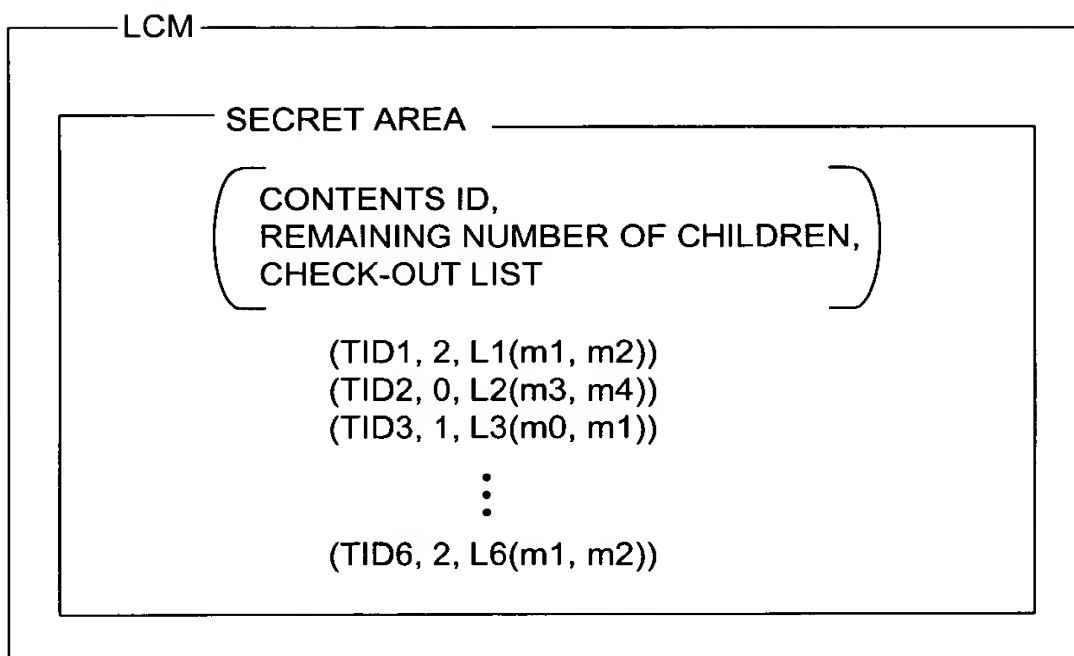 LCM
SECRET AREA
CONTENTS ID,
REMAINING NUMBER OF CHILDREN,
CHECK-OUT LIST
(TID1, 2, L1(m1, m2))
(TID2, 0, L2(m3, m4))
(TID3, 1, L3(m0, m1))
(TID6, 2, L6(m1, m2))